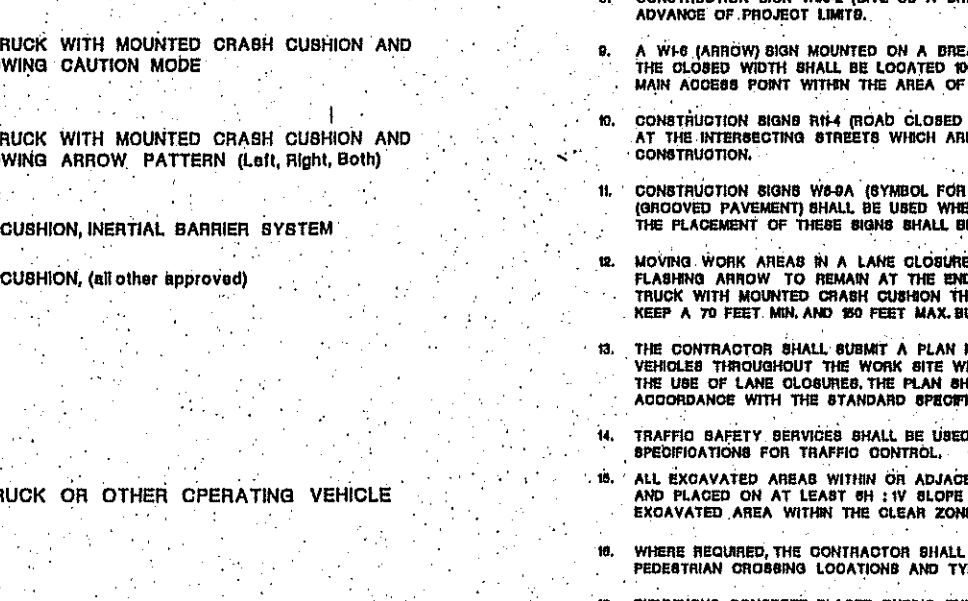 RUCK WITH MOUNTED CRASH CUSHION AND
WING CAUTION MODE
RUCK WITH MOUNTED CRASH CUSHION AND
WING ARROW PATTERN (Left, Right, Both)
CUSHION, INERTIAL BARRIER SYSTEM
CUSHION, (all other approved)
RUCK OR OTHER OPERATING VEHICLE
ADVANCE OF PROJECT LIMITS.
9. A W1-6 (ARROW) SIGN MOUNTED ON A BREA
THE CLOSED WIDTH SHALL BE LOCATED 10
MAIN ACCESS POINT WITHIN THE AREA OF
10. CONSTRUCTION SIGNS R11-4 (ROAD CLOSED
AT THE INTERSECTING STREETS WHICH ARE
CONSTRUCTION.
11. CONSTRUCTION SIGNS W8-9A (SYMBOL FOR
(GROOVED PAVEMENT) SHALL BE USED WHE
THE PLACEMENT OF THESE SIGNS SHALL BE
12. MOVING WORK AREAS IN A LANE CLOSURE
FLASHING ARROW TO REMAIN AT THE END
TRUCK WITH MOUNTED CRASH CUSHION TH
KEEP A 70 FEET MIN. AND 150 FEET MAX. BU
13. THE CONTRACTOR SHALL SUBMIT A PLAN
VEHICLES THROUGHOUT THE WORK SITE WI
THE USE OF LANE CLOSURES. THE PLAN SH
ACCORDANCE WITH THE STANDARD SPECIFI
14. TRAFFIC SAFETY SERVICES SHALL BE USED
SPECIFICATIONS FOR TRAFFIC CONTROL.
15. ALL EXCAVATED AREAS WITHIN OR ADJACE
AND PLACED ON AT LEAST 6H : 1V SLOPE
EXCAVATED AREA WITHIN THE CLEAR ZONE
16. WHERE REQUIRED, THE CONTRACTOR SHALL
PEDESTRIAN CROSSING LOCATIONS AND TY